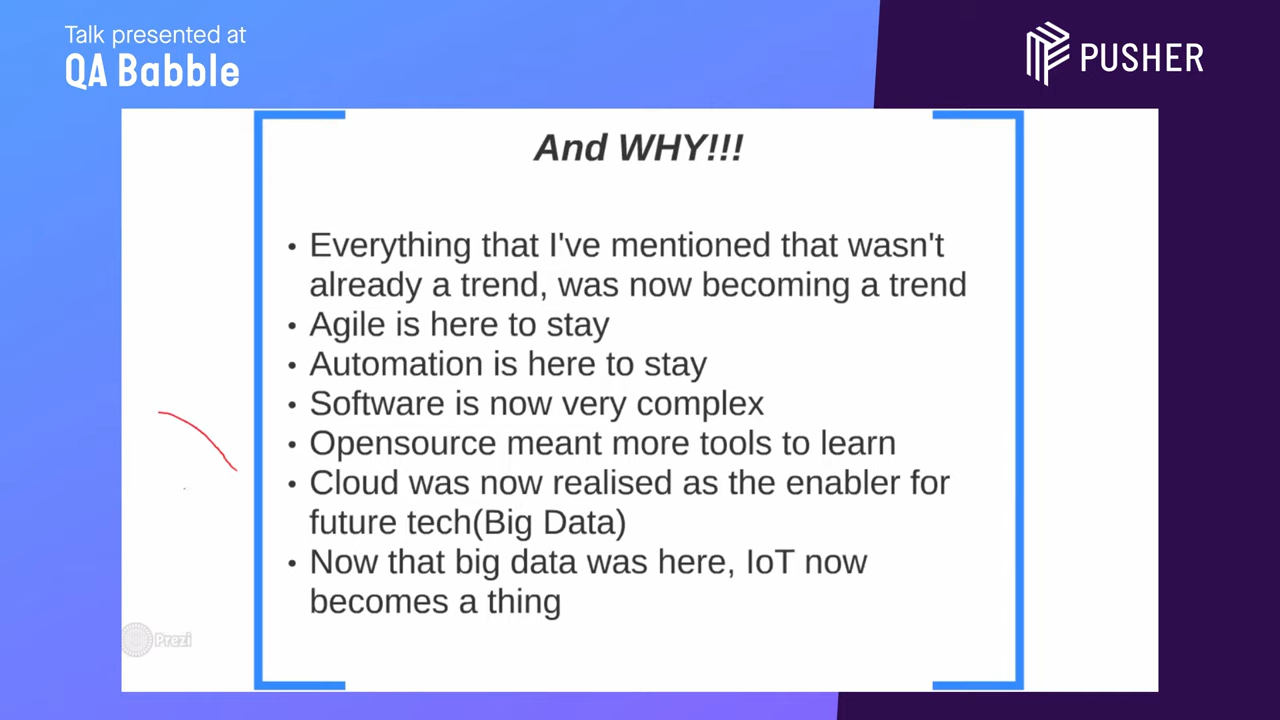 Talk presented at
QA Babble
PUSHER
And WHY!!!
• Everything that I've mentioned that wasn't
already a trend, was now becoming a trend
• Agile is here to stay
• Automation is here to stay
• Software is now very complex
• Opensource meant more tools to learn
• Cloud was now realised as the enabler for
future tech(Big Data)
• Now that big data was here, IoT now
becomes a thing
Prezi